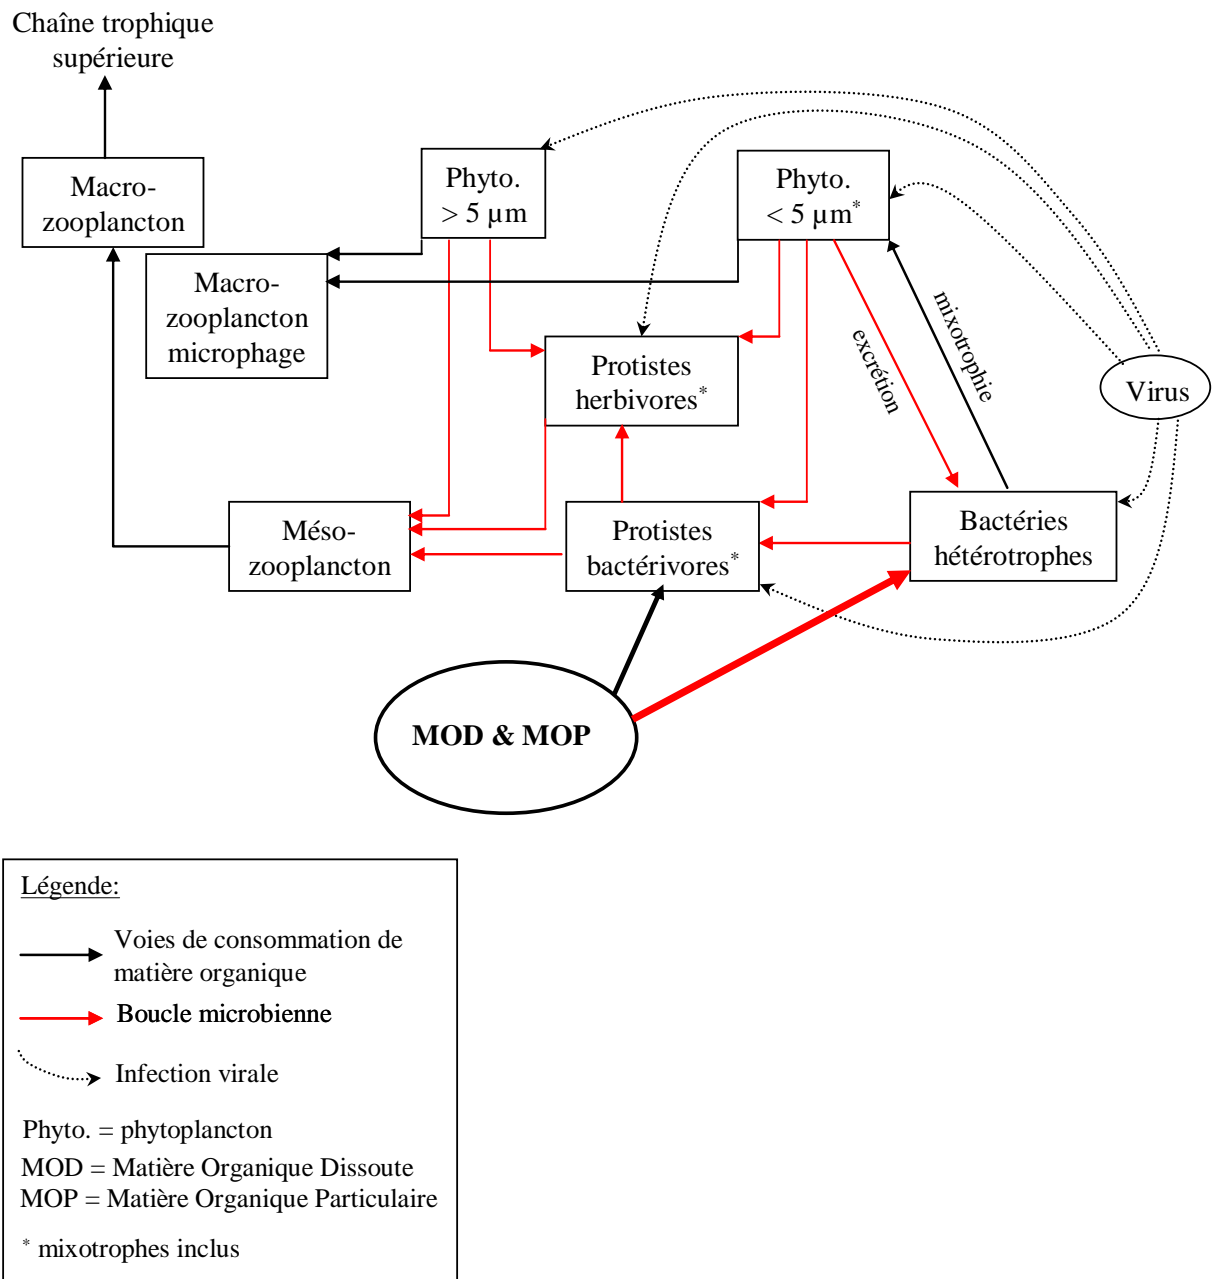 Chaîne trophique
supérieure
Macro-
zooplancton
Phyto.
> 5 µm
Phyto.
< 5 µm*
Macro-
zooplancton
microphage
Protistes
herbivores*
excrétion
mixotrophie
Virus
Méso-
zooplancton
Protistes
bactérivores*
Bactéries
hétérotrophes
MOD & MOP
Légende:
Voies de consommation de
matière organique
Boucle microbienne
Infection virale
Phyto. = phytoplancton
MOD = Matière Organique Dissoute
MOP = Matière Organique Particulaire
* mixotrophes inclus